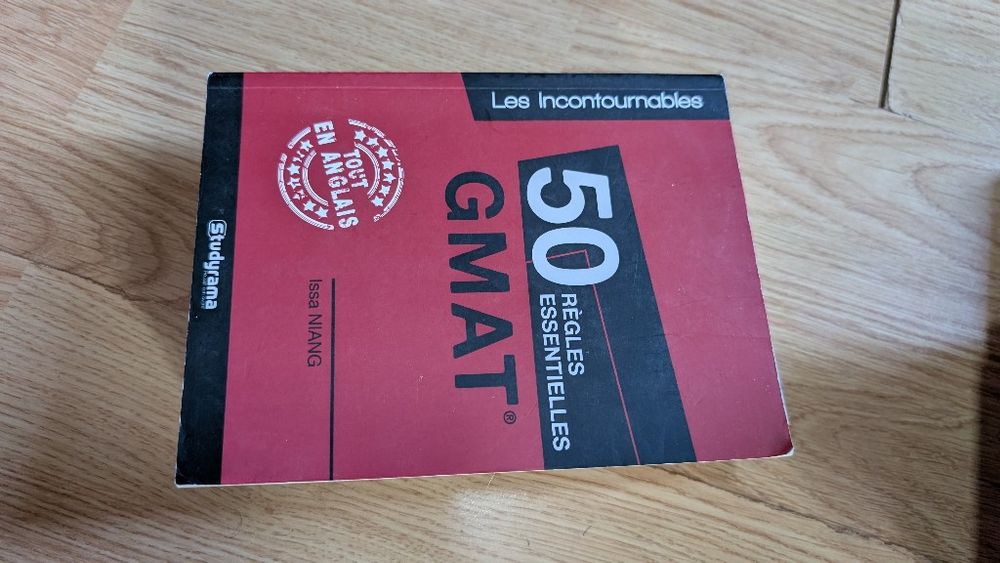 Les Incontournables
50
RÈGLES
ESSENTIELLES
GMAT®
Issa NIANG
TOUT
EN ANGLAIS
Studyrama